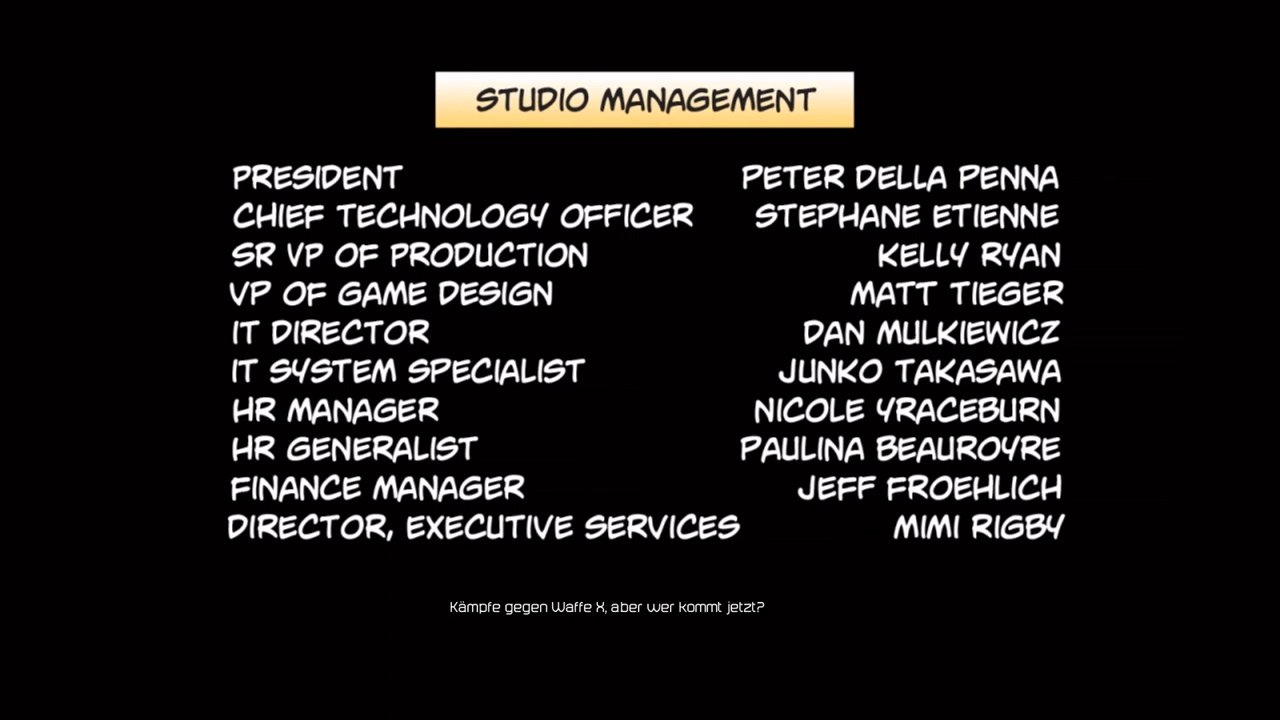 STUDIO MANAGEMENT
PRESIDENT PETER DELLA PENNA
CHIEF TECHNOLOGY OFFICER STEPHANE ETIENNE
SR VP OF PRODUCTION KELLY RYAN
VP OF GAME DESIGN MATT TIEGER
IT DIRECTOR DAN MULKIEWICZ
IT SYSTEM SPECIALIST JUNKO TAKASAWA
HR MANAGER NICOLE YRACEBURN
HR GENERALIST PAULINA BEAUROYRE
FINANCE MANAGER JEFF FROEHLICH
DIRECTOR, EXECUTIVE SERVICES MIMI RIGBY
Kämpfe gegen Waffe X, aber wer kommt jetzt?